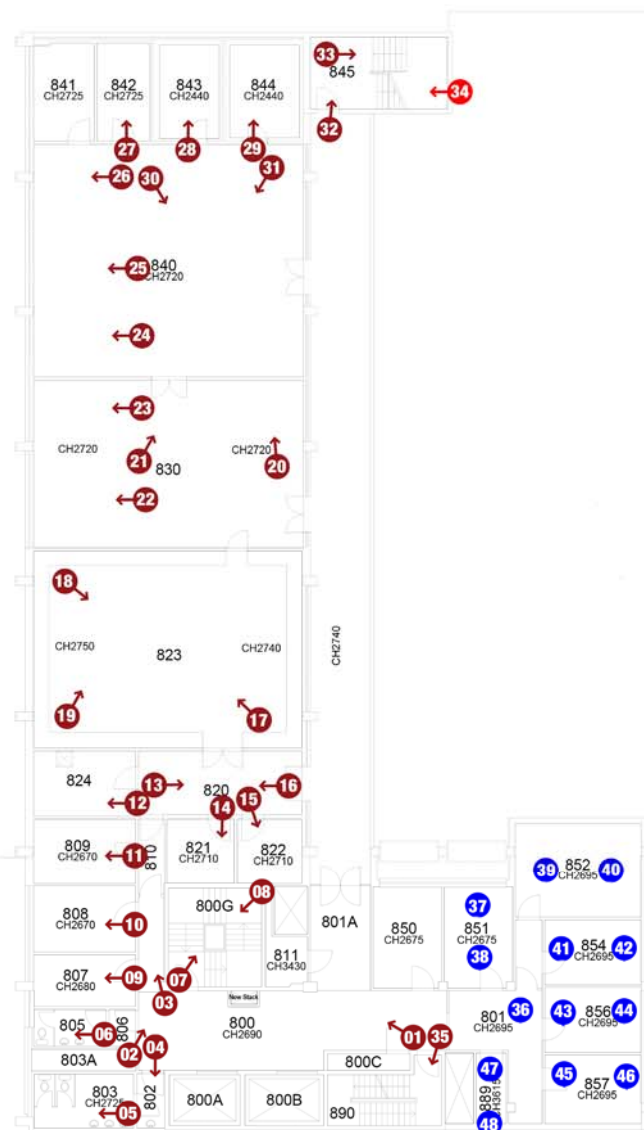 841
CH2725
842
CH2725
843
CH2440
844
CH2440
33
845
34
32
27
28
29
26
30
31
25
840
CH2720
24
23
CH2720
21
830
CH2720
20
22
18
CH2750
823
CH2740
CH2740
19
17
824
13
820
16
12
14
15
809
CH2670
11
810
821
CH2710
822
CH2710
852
CH2695
39
40
808
CH2670
10
800G
08
801A
850
CH2675
37
851
CH2675
38
41
854
CH2695
42
807
CH2680
09
03
07
811
CH3430
New Stack
43
856
CH2695
44
805
06
806
02
04
800
CH2690
01
35
801
CH2695
36
803A
800C
47
45
857
CH2695
46
803
CH2725
05
802
800A
800B
890
889
CH3615
48